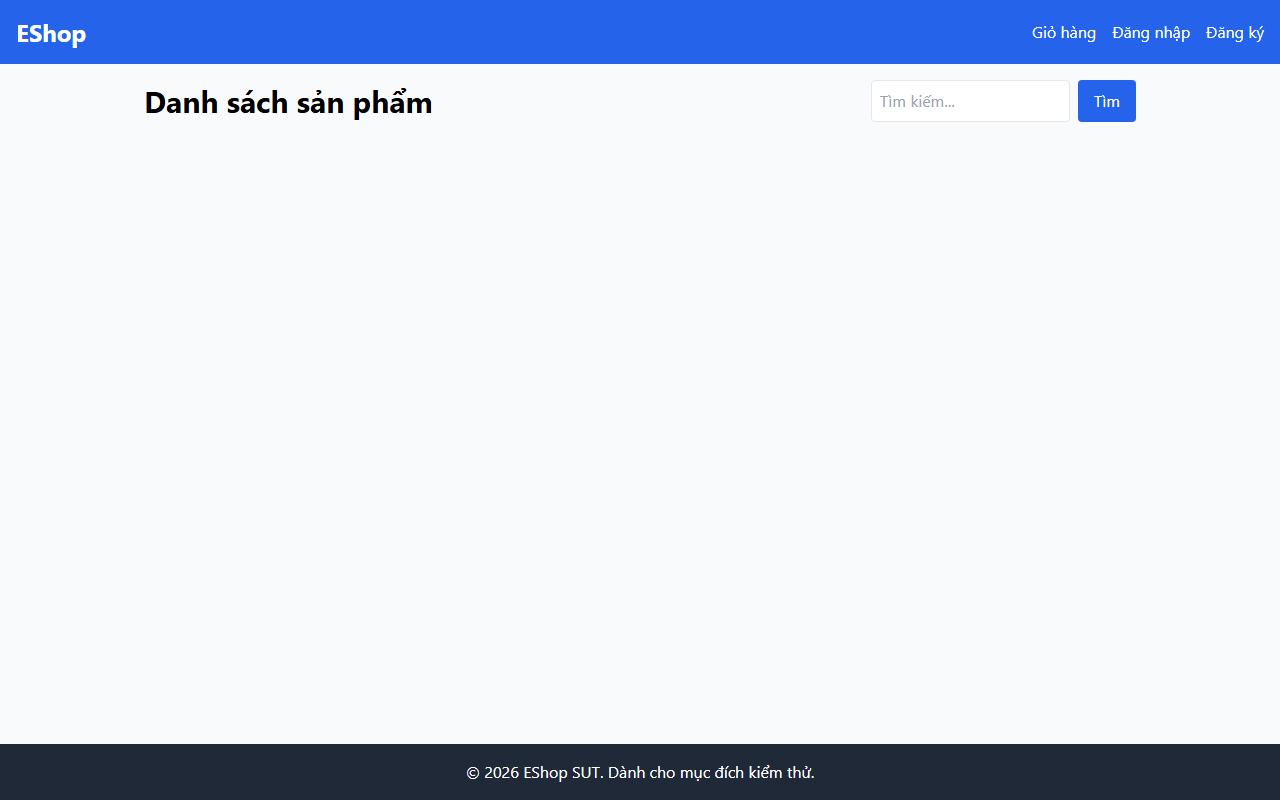 EShop
Giỏ hàng Đăng nhập Đăng ký
Danh sách sản phẩm
Tìm kiếm...
Tìm
© 2026 EShop SUT. Dành cho mục đích kiểm thử.